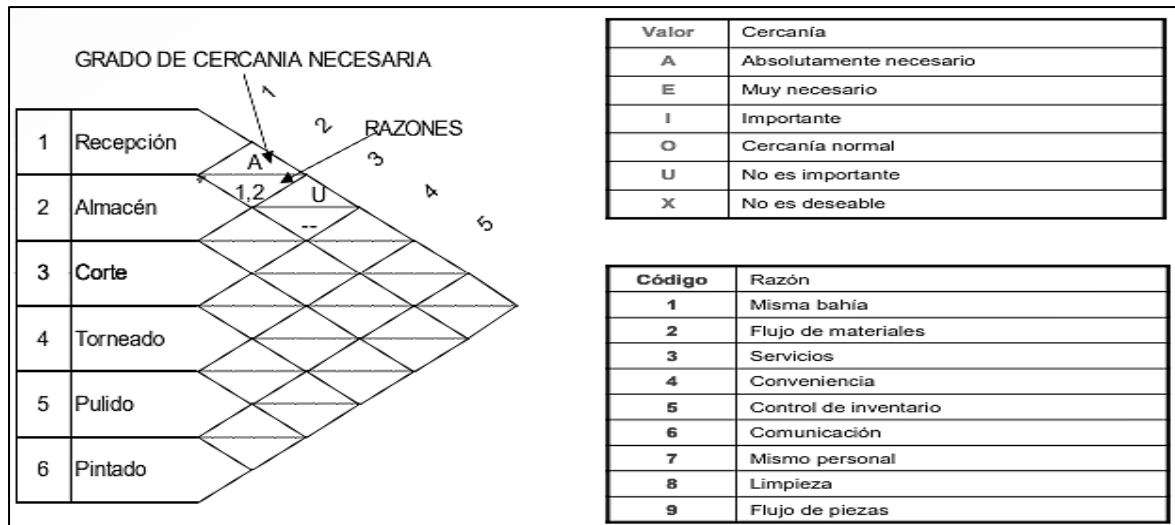 GRADO DE CERCANIA NECESARIA
1
2
RAZONES
3
4
5
1 Recepción
A
1,2
U
--
2 Almacén
3 Corte
4 Torneado
5 Pulido
6 Pintado
Valor Cercanía
A Absolutamente necesario
E Muy necesario
I Importante
O Cercanía normal
U No es importante
X No es deseable
Código Razón
1 Misma bahía
2 Flujo de materiales
3 Servicios
4 Conveniencia
5 Control de inventario
6 Comunicación
7 Mismo personal
8 Limpieza
9 Flujo de piezas